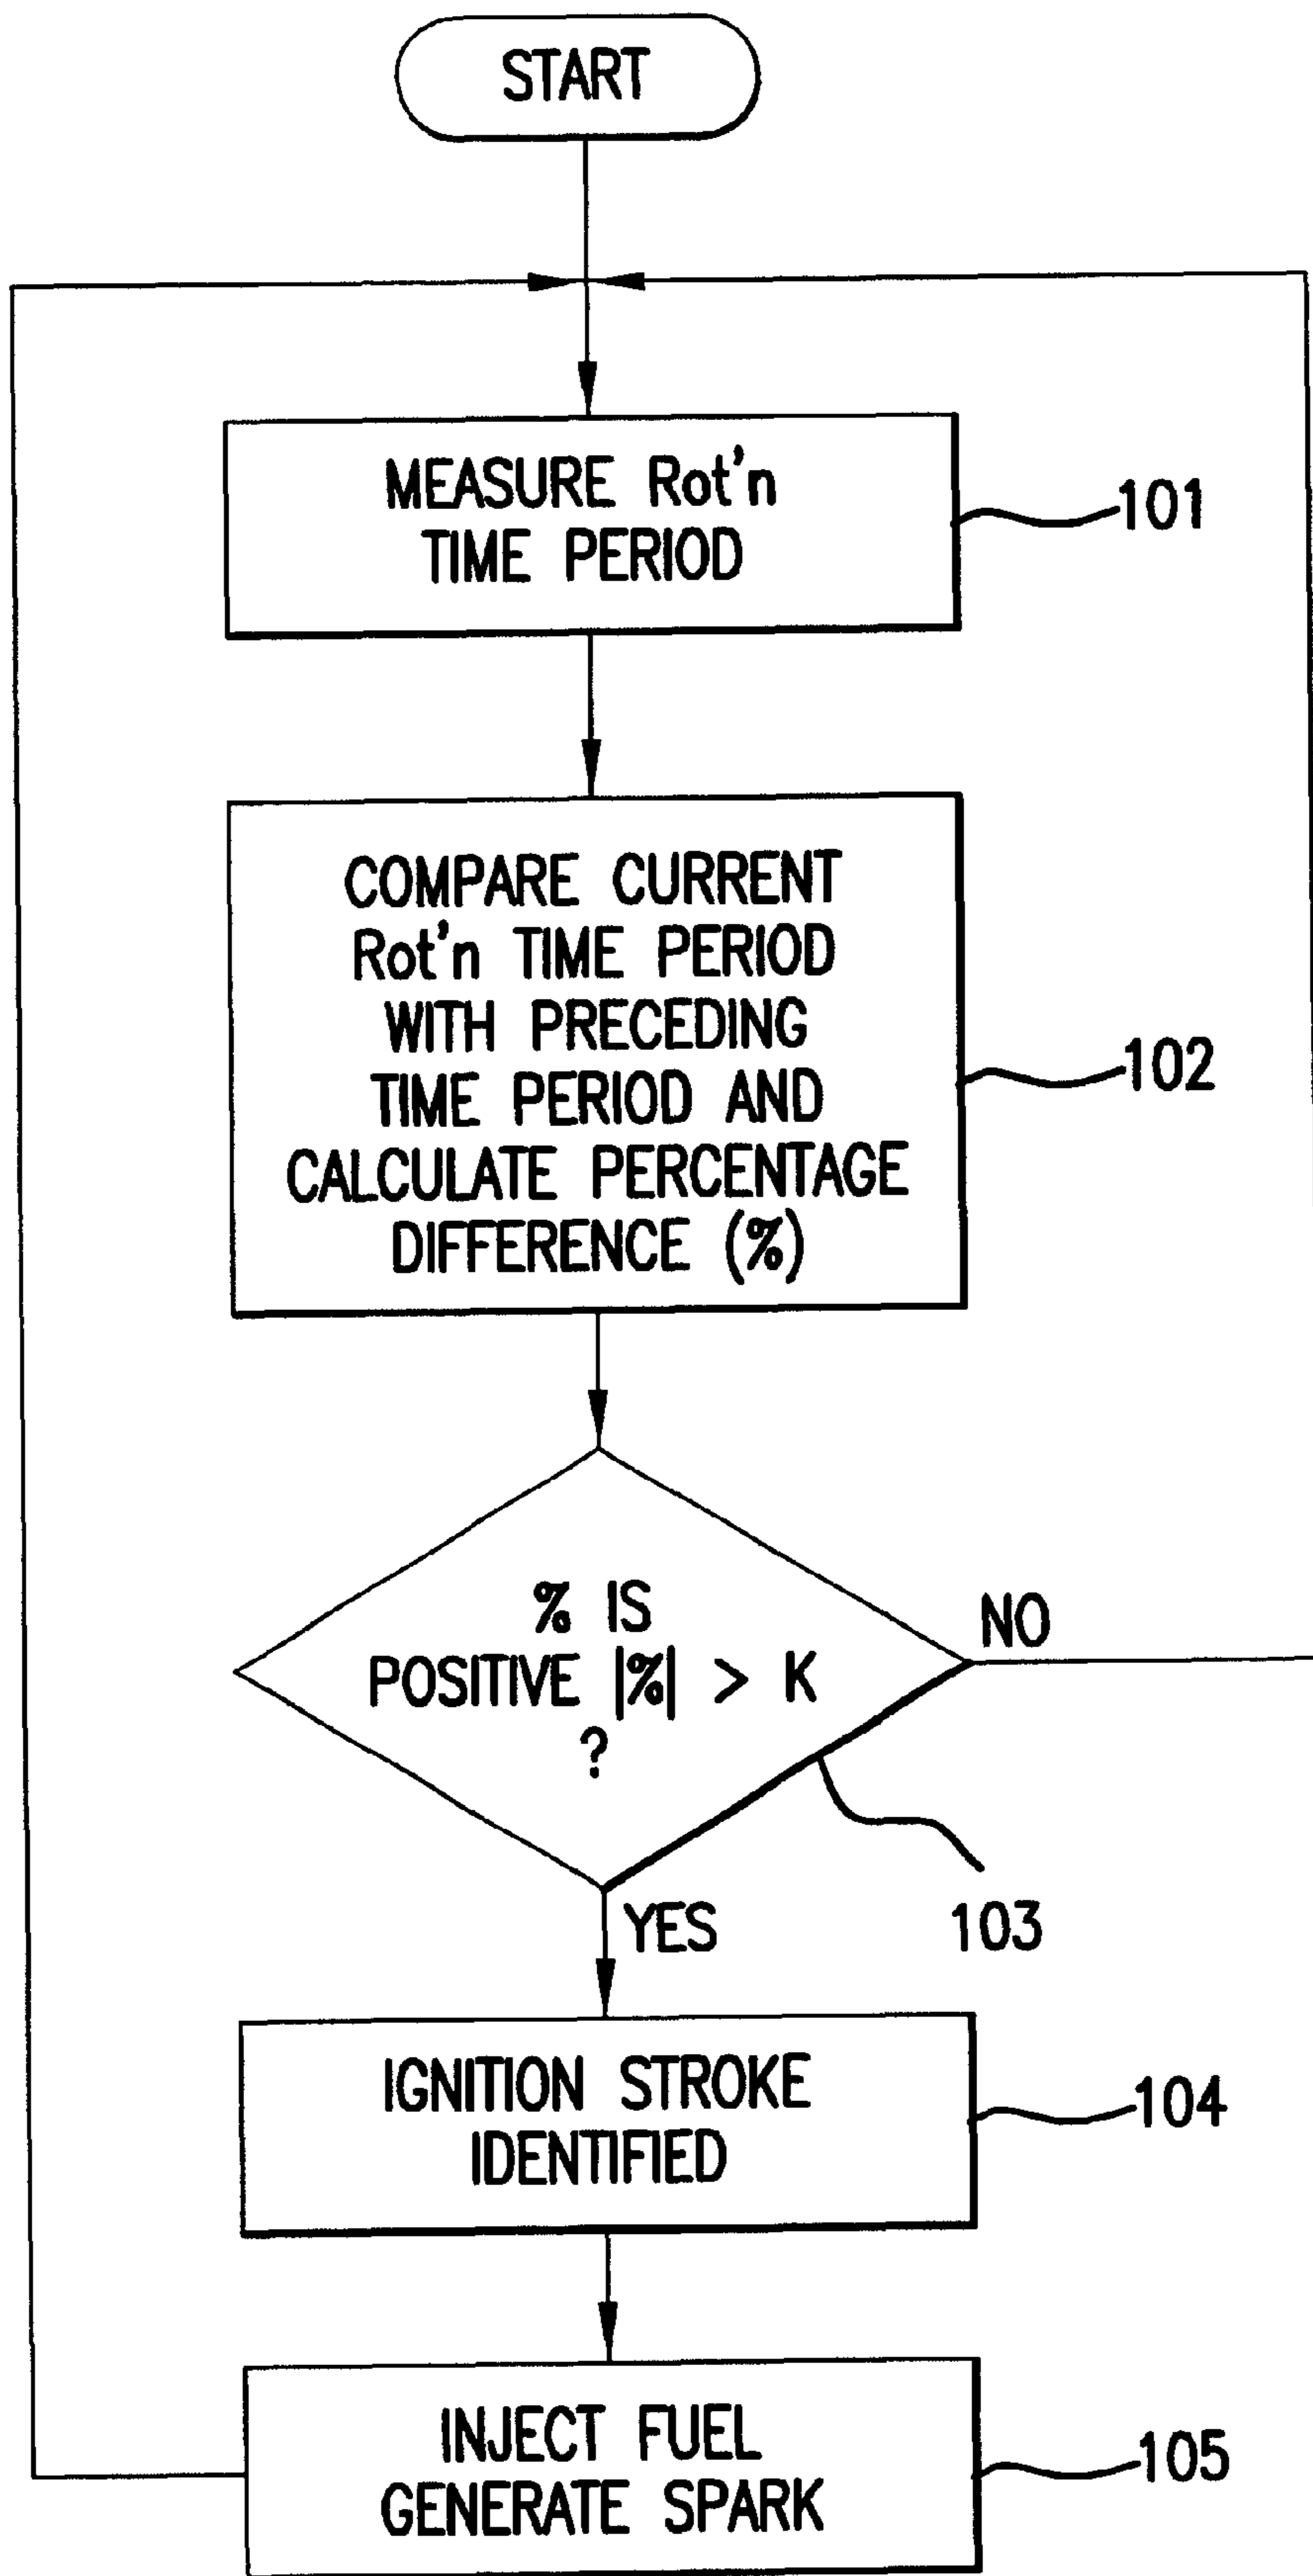 START
MEASURE Rot'n
TIME PERIOD
101
COMPARE CURRENT
Rot'n TIME PERIOD
WITH PRECEDING
TIME PERIOD AND
CALCULATE PERCENTAGE
DIFFERENCE (%)
102
% IS
POSITIVE |%| > K
?
NO
YES
103
IGNITION STROKE
IDENTIFIED
104
INJECT FUEL
GENERATE SPARK
105